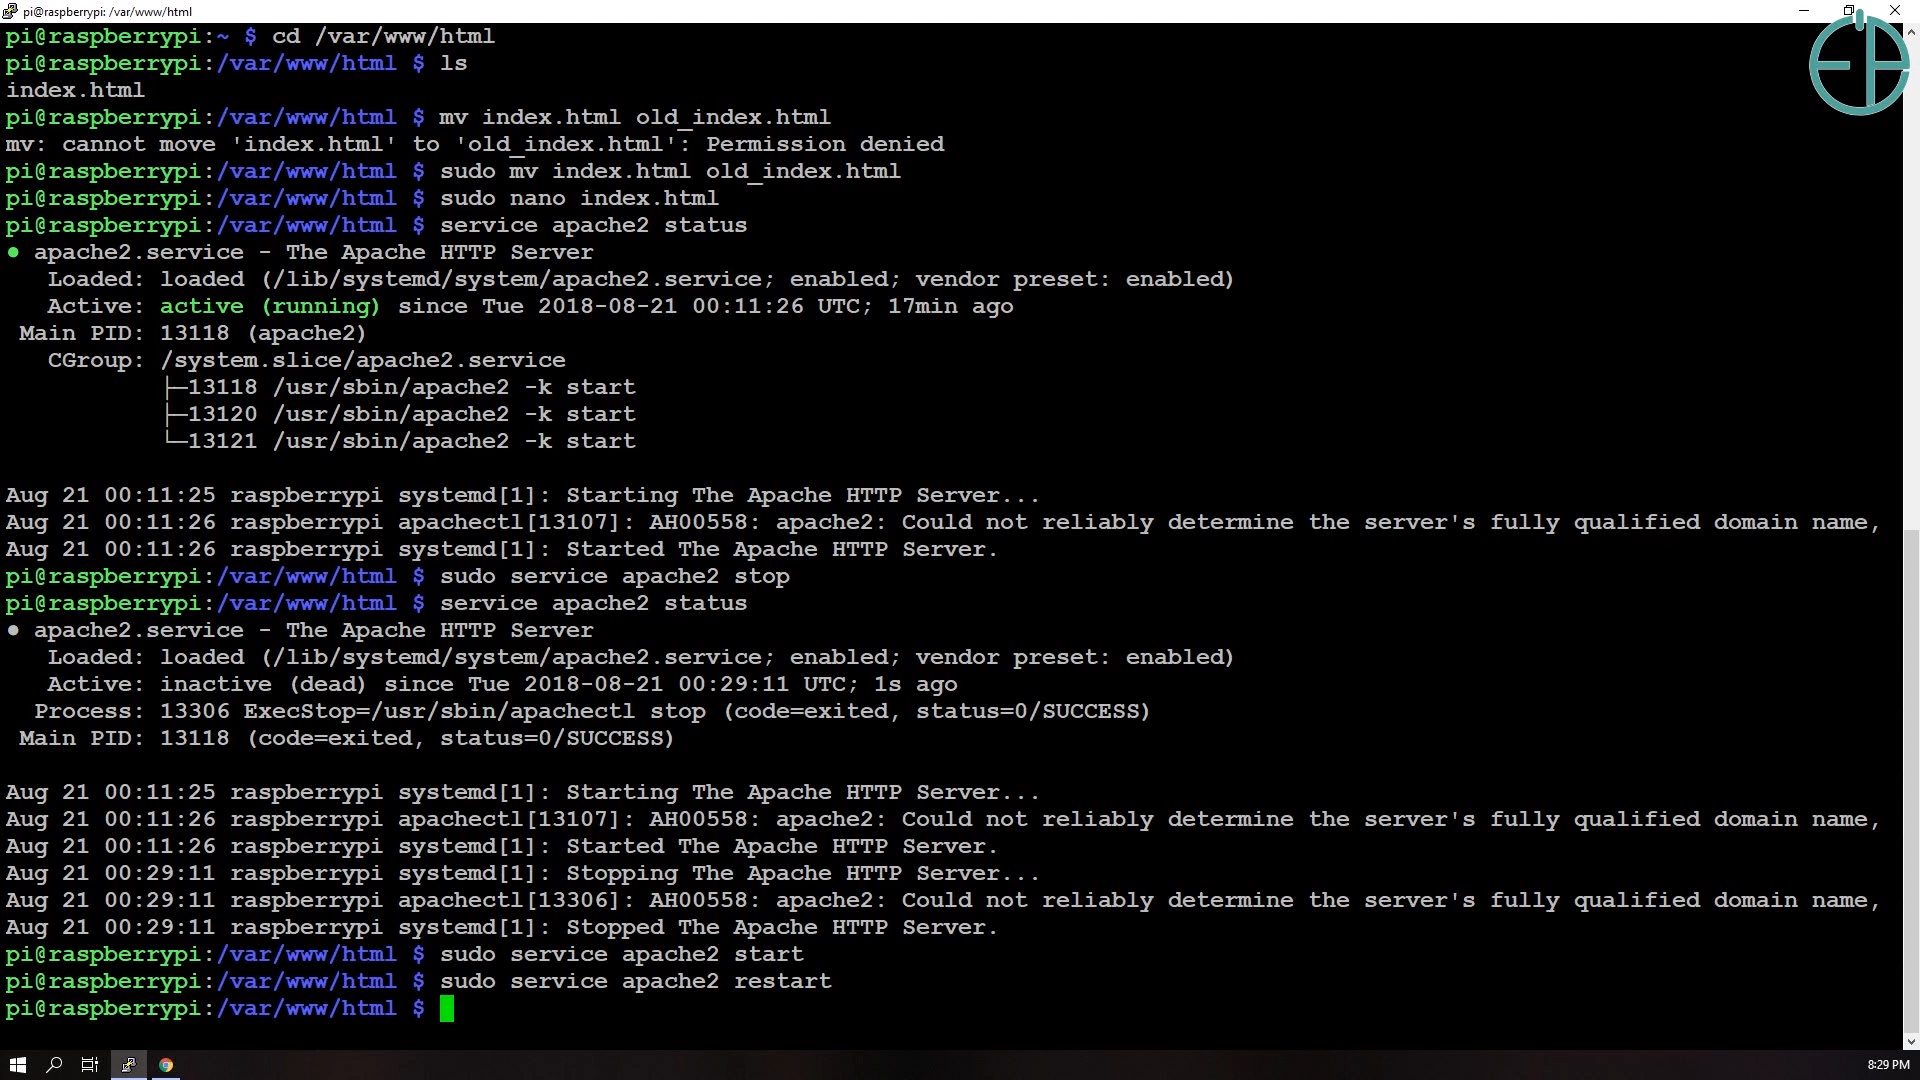 pi@raspberrypi: /var/www/html
pi@raspberrypi:~ $ cd /var/www/html
pi@raspberrypi:/var/www/html $ ls
index.html
pi@raspberrypi:/var/www/html $ mv index.html old_index.html
mv: cannot move 'index.html' to 'old_index.html': Permission denied
pi@raspberrypi:/var/www/html $ sudo mv index.html old_index.html
pi@raspberrypi:/var/www/html $ sudo nano index.html
pi@raspberrypi:/var/www/html $ service apache2 status
● apache2.service - The Apache HTTP Server
   Loaded: loaded (/lib/systemd/system/apache2.service; enabled; vendor preset: enabled)
   Active: active (running) since Tue 2018-08-21 00:11:26 UTC; 17min ago
 Main PID: 13118 (apache2)
   CGroup: /system.slice/apache2.service
           ├─13118 /usr/sbin/apache2 -k start
           ├─13120 /usr/sbin/apache2 -k start
           └─13121 /usr/sbin/apache2 -k start
Aug 21 00:11:25 raspberrypi systemd[1]: Starting The Apache HTTP Server...
Aug 21 00:11:26 raspberrypi apachectl[13107]: AH00558: apache2: Could not reliably determine the server's fully qualified domain name,
Aug 21 00:11:26 raspberrypi systemd[1]: Started The Apache HTTP Server.
pi@raspberrypi:/var/www/html $ sudo service apache2 stop
pi@raspberrypi:/var/www/html $ service apache2 status
● apache2.service - The Apache HTTP Server
   Loaded: loaded (/lib/systemd/system/apache2.service; enabled; vendor preset: enabled)
   Active: inactive (dead) since Tue 2018-08-21 00:29:11 UTC; 1s ago
  Process: 13306 ExecStop=/usr/sbin/apachectl stop (code=exited, status=0/SUCCESS)
 Main PID: 13118 (code=exited, status=0/SUCCESS)
Aug 21 00:11:25 raspberrypi systemd[1]: Starting The Apache HTTP Server...
Aug 21 00:11:26 raspberrypi apachectl[13107]: AH00558: apache2: Could not reliably determine the server's fully qualified domain name,
Aug 21 00:11:26 raspberrypi systemd[1]: Started The Apache HTTP Server.
Aug 21 00:29:11 raspberrypi systemd[1]: Stopping The Apache HTTP Server...
Aug 21 00:29:11 raspberrypi apachectl[13306]: AH00558: apache2: Could not reliably determine the server's fully qualified domain name,
Aug 21 00:29:11 raspberrypi systemd[1]: Stopped The Apache HTTP Server.
pi@raspberrypi:/var/www/html $ sudo service apache2 start
pi@raspberrypi:/var/www/html $ sudo service apache2 restart
pi@raspberrypi:/var/www/html $
8:29 PM